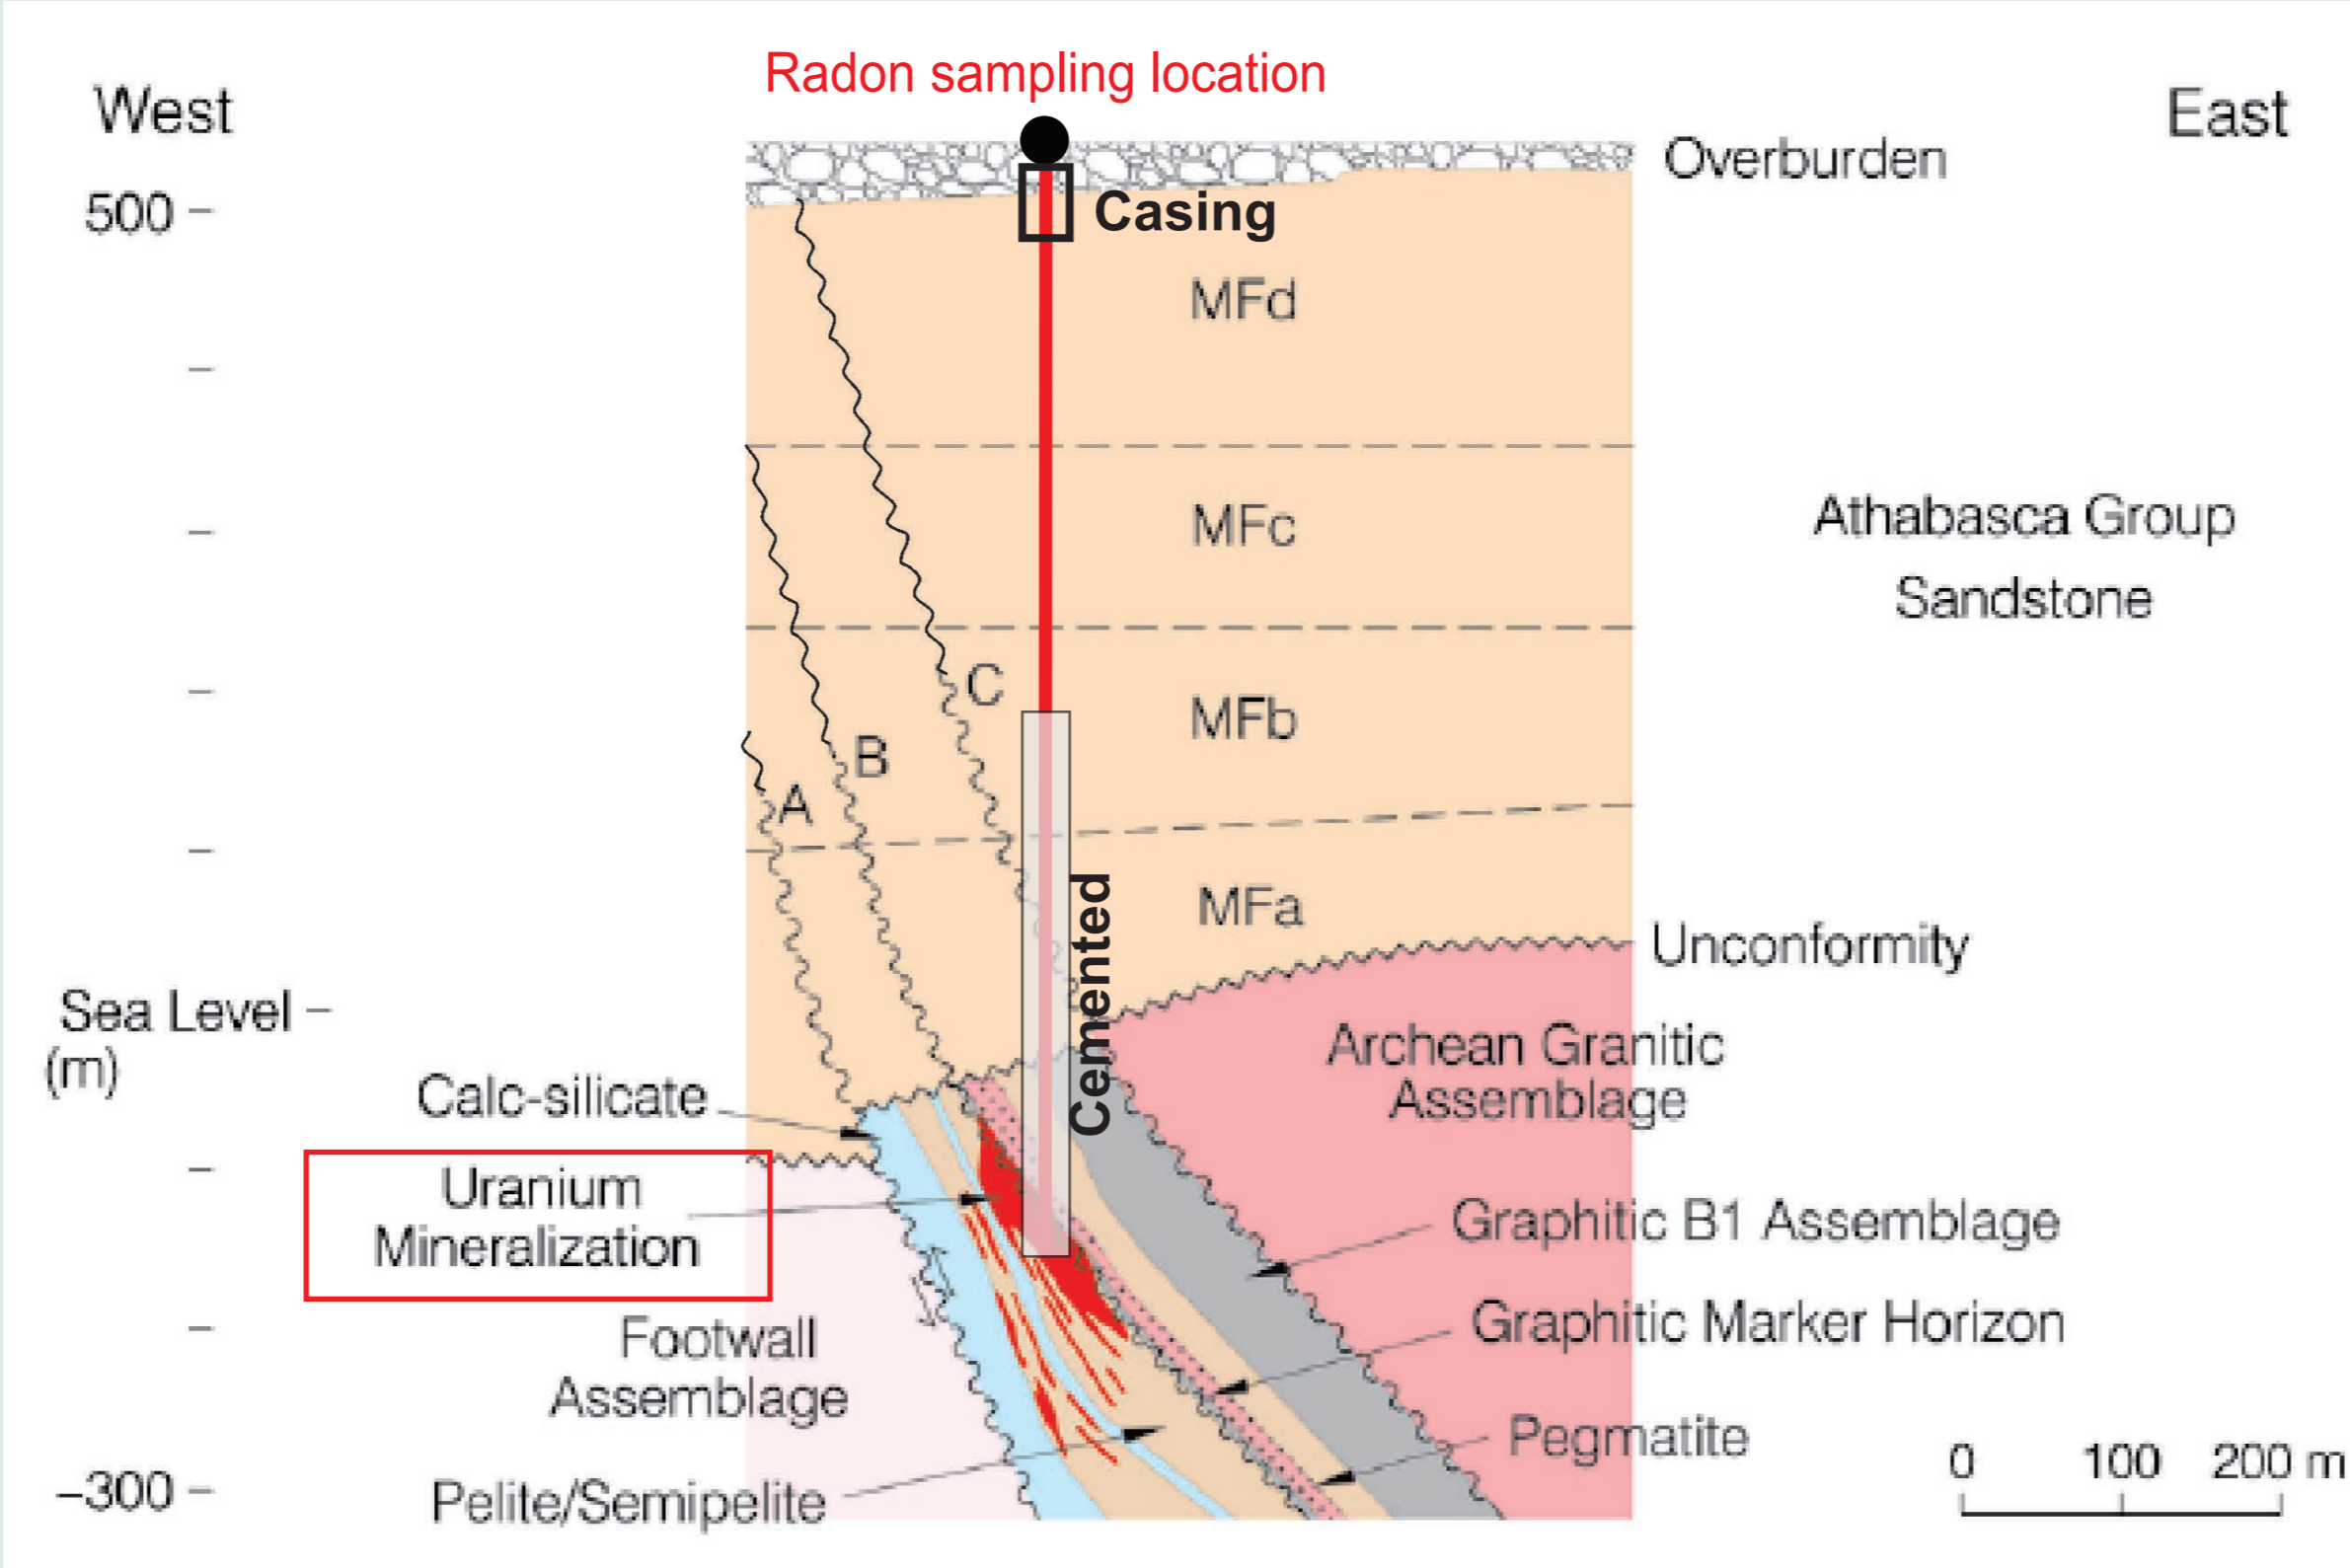 Radon sampling location
West
East
Overburden
500
Casing
MFd
MFc
Athabasca Group
Sandstone
C
MFb
B
A
MFa
Cemented
Unconformity
Sea Level
(m)
Archean Granitic
Assemblage
Calc-silicate
Uranium
Mineralization
Graphitic B1 Assemblage
Footwall
Assemblage
Graphitic Marker Horizon
Pegmatite
Pelite/Semipelite
–300
0 100 200 m